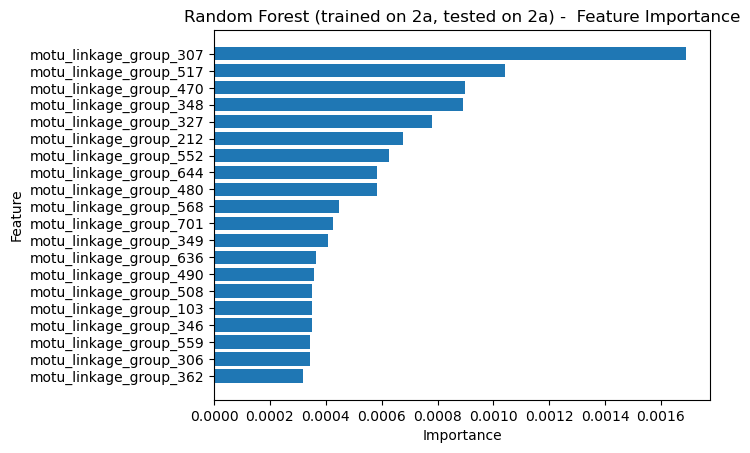 Random Forest (trained on 2a, tested on 2a) -  Feature Importance
motu_linkage_group_307
motu_linkage_group_517
motu_linkage_group_470
motu_linkage_group_348
motu_linkage_group_327
motu_linkage_group_212
motu_linkage_group_552
motu_linkage_group_644
motu_linkage_group_480
motu_linkage_group_568
motu_linkage_group_701
motu_linkage_group_349
motu_linkage_group_636
motu_linkage_group_490
motu_linkage_group_508
motu_linkage_group_103
motu_linkage_group_346
motu_linkage_group_559
motu_linkage_group_306
motu_linkage_group_362
Feature
0.0000 0.0002 0.0004 0.0006 0.0008 0.0010 0.0012 0.0014 0.0016
Importance